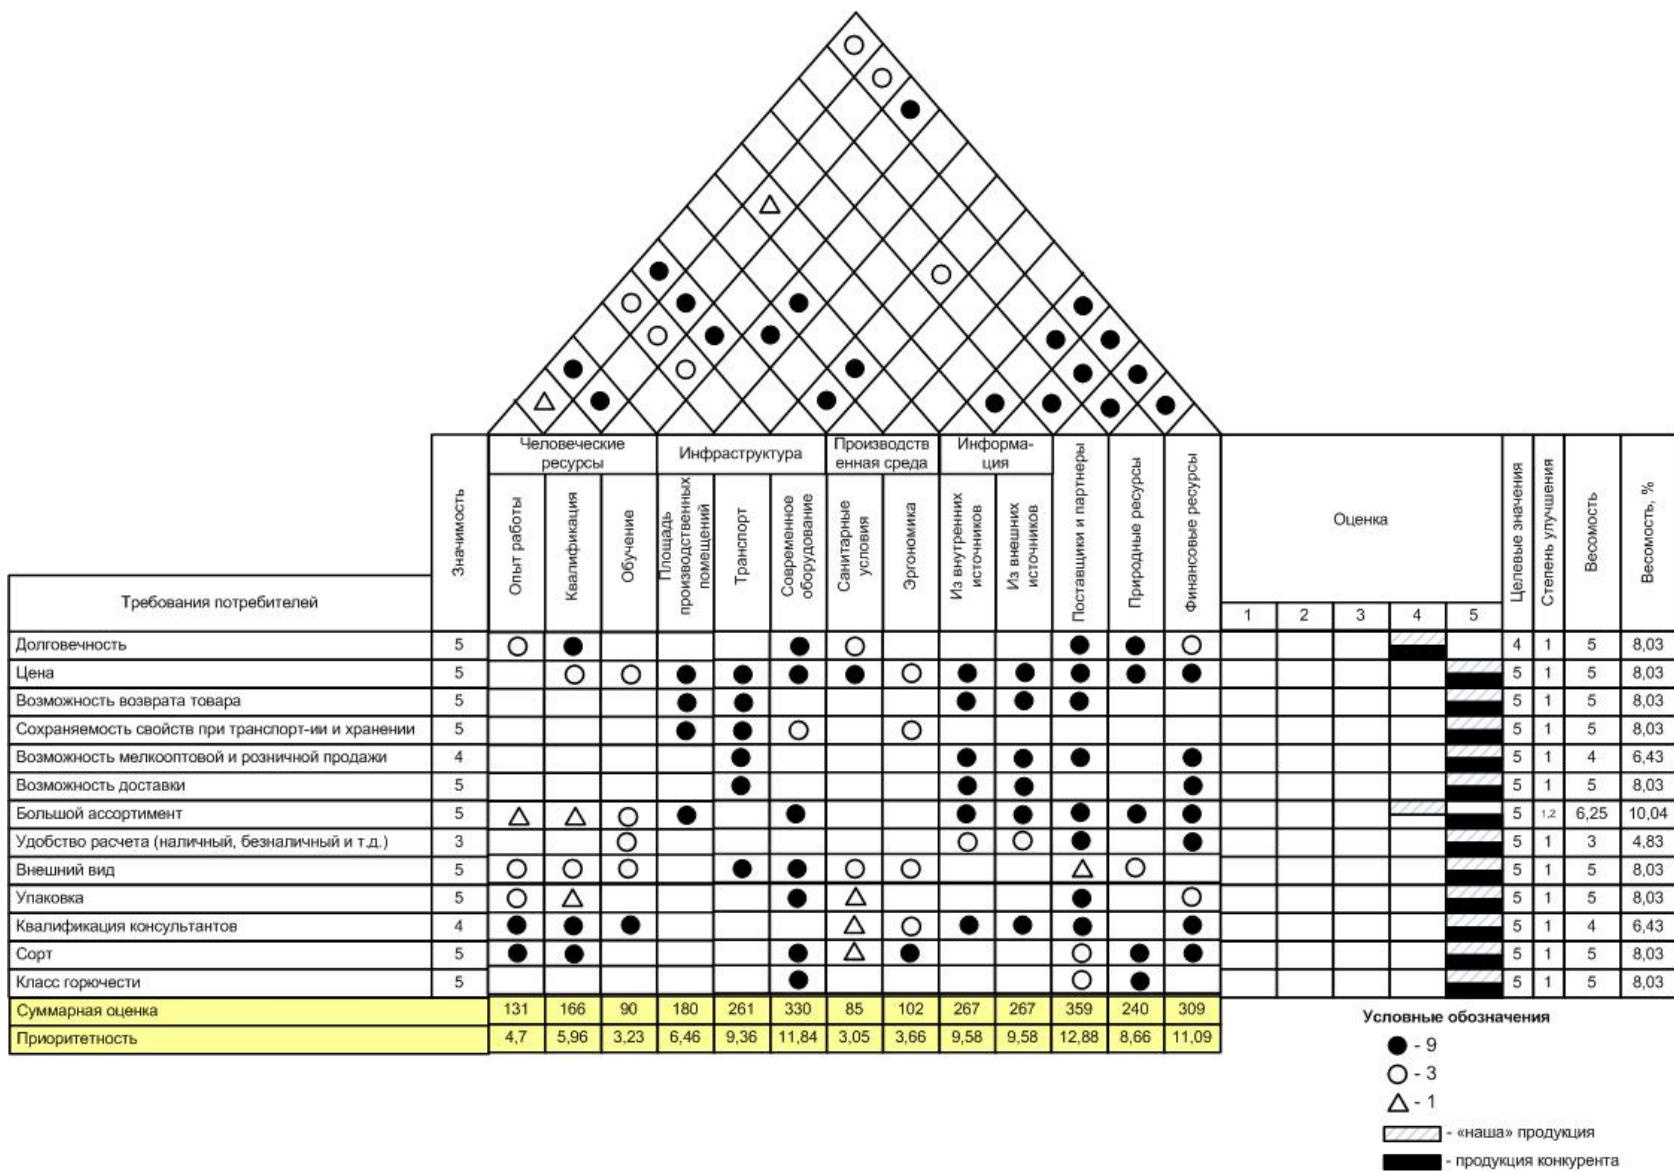 Человеческие
ресурсы
Инфраструктура
Производств
енная среда
Информа-
ция
Значимость
Опыт работы
Квалификация
Обучение
Площадь
производственных
помещений
Транспорт
Современное
оборудование
Санитарные
условия
Эргономика
Из внутренних
источников
Из внешних
источников
Поставщики и партнеры
Природные ресурсы
Финансовые ресурсы
Оценка
Целевые значения
Степень улучшения
Весомость
Весомость, %
Требования потребителей
1 2 3 4 5
Долговечность 5 4 1 5 8,03
Цена 5 5 1 5 8,03
Возможность возврата товара 5 5 1 5 8,03
Сохраняемость свойств при транспорт-ии и хранении 5 5 1 5 8,03
Возможность мелкооптовой и розничной продажи 4 5 1 4 6,43
Возможность доставки 5 5 1 5 8,03
Большой ассортимент 5 5 1,2 6,25 10,04
Удобство расчета (наличный, безналичный и т.д.) 3 5 1 3 4,83
Внешний вид 5 5 1 5 8,03
Упаковка 5 5 1 5 8,03
Квалификация консультантов 4 5 1 4 6,43
Сорт 5 5 1 5 8,03
Класс горючести 5 5 1 5 8,03
Суммарная оценка 131 166 90 180 261 330 85 102 267 267 359 240 309
Приоритетность 4,7 5,96 3,23 6,46 9,36 11,84 3,05 3,66 9,58 9,58 12,88 8,66 11,09
Условные обозначения
- 9
- 3
- 1
- «наша» продукция
- продукция конкурента